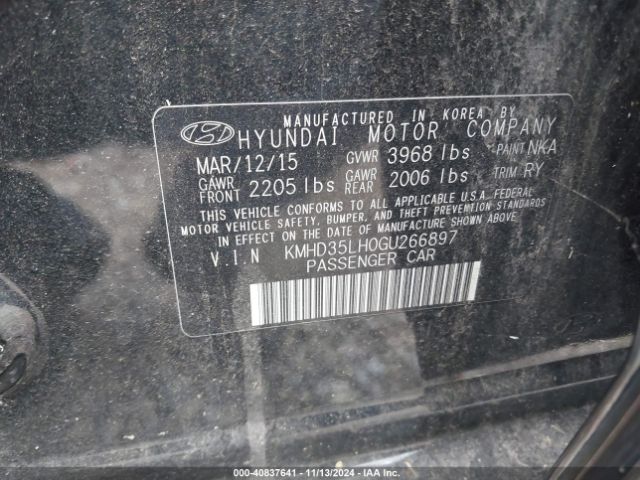 MANUFACTURED IN KOREA BY
HYUNDAI MOTOR COMPANY
MAR/12/15 GVWR 3968 lbs PAINT NKA
GAWR FRONT 2205 lbs GAWR REAR 2006 lbs TRIM RY
THIS VEHICLE CONFORMS TO ALL APPLICABLE U.S.A. FEDERAL
MOTOR VEHICLE SAFETY, BUMPER, AND THEFT PREVENTION STANDARDS
IN EFFECT ON THE DATE OF MANUFACTURE SHOWN ABOVE.
V.I.N KMHD35LH0GU266897
PASSENGER CAR
000-40837641 - 11/13/2024 - IAA Inc.